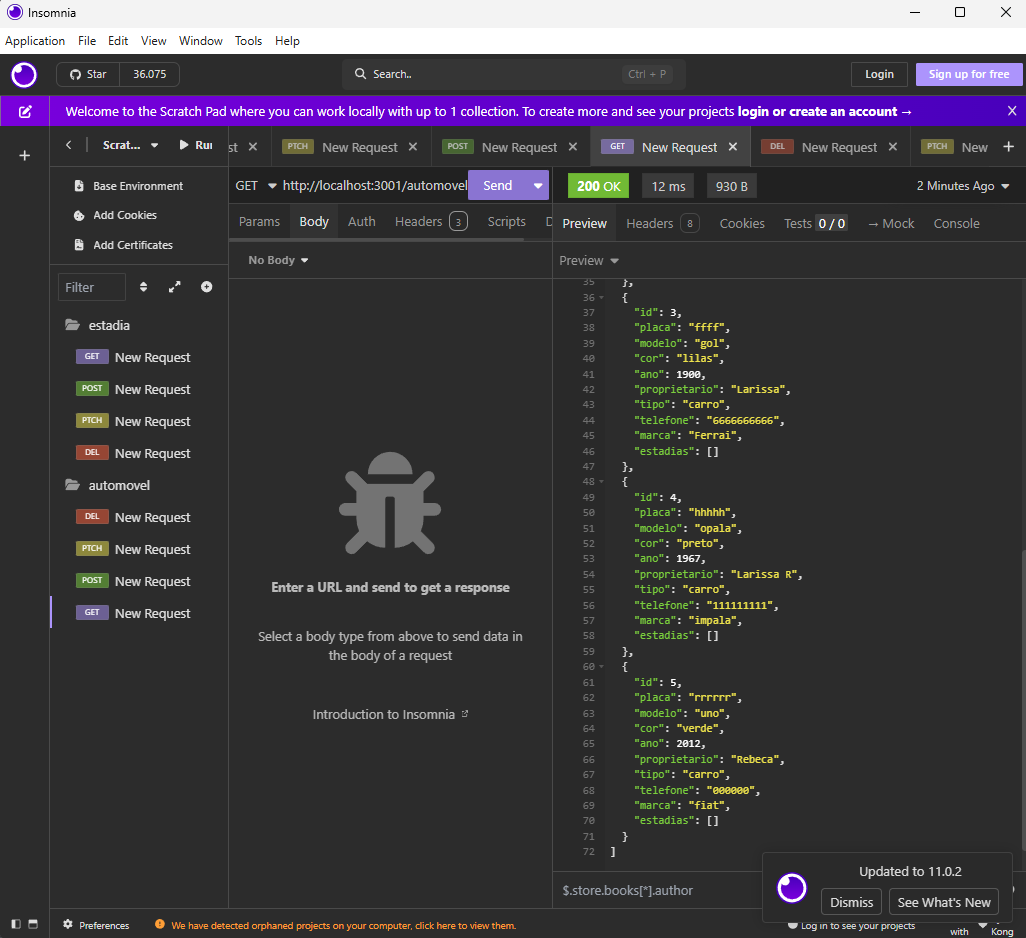 Insomnia
Application File Edit View Window Tools Help
Star 36.075 Search.. Ctrl + P Login Sign up for free
Welcome to the Scratch Pad where you can work locally with up to 1 collection. To create more and see your projects login or create an account →
Scrat... Run
st PTCH New Request POST New Request GET New Request DEL New Request PTCH New
Base Environment
Add Cookies
Add Certificates
Filter
estadia
GET New Request
POST New Request
PTCH New Request
DEL New Request
automovel
DEL New Request
PTCH New Request
POST New Request
GET New Request
GET http://localhost:3001/automovel Send
Params Body Auth Headers 3 Scripts D
No Body
Enter a URL and send to get a response
Select a body type from above to send data in
the body of a request
Introduction to Insomnia
200 OK 12 ms 930 B 2 Minutes Ago
Preview Headers 8 Cookies Tests 0 / 0 → Mock Console
Preview
35 },
36 {
37 "id": 3,
38 "placa": "ffff",
39 "modelo": "gol",
40 "cor": "lilas",
41 "ano": 1900,
42 "proprietario": "Larissa",
43 "tipo": "carro",
44 "telefone": "6666666666",
45 "marca": "Ferrai",
46 "estadias": []
47 },
48 {
49 "id": 4,
50 "placa": "hhhhh",
51 "modelo": "opala",
52 "cor": "preto",
53 "ano": 1967,
54 "proprietario": "Larissa R",
55 "tipo": "carro",
56 "telefone": "111111111",
57 "marca": "impala",
58 "estadias": []
59 },
60 {
61 "id": 5,
62 "placa": "rrrrrr",
63 "modelo": "uno",
64 "cor": "verde",
65 "ano": 2012,
66 "proprietario": "Rebeca",
67 "tipo": "carro",
68 "telefone": "000000",
69 "marca": "fiat",
70 "estadias": []
71 }
72 ]
$.store.books[*].author
Updated to 11.0.2
Dismiss See What's New
Preferences We have detected orphaned projects on your computer, click here to view them. Log in to see your projects
with Kong